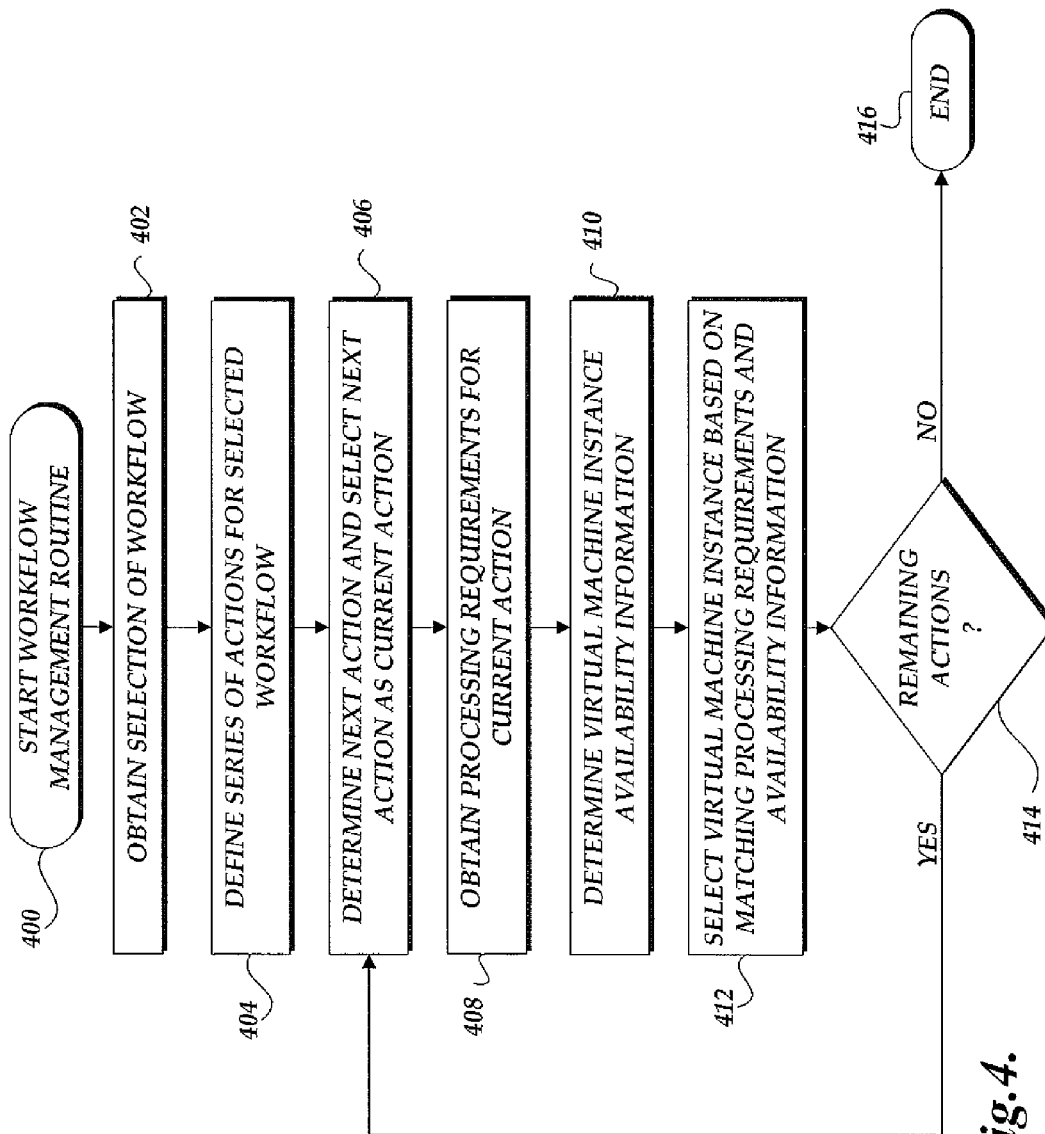 START WORKFLOW
MANAGEMENT ROUTINE
400
OBTAIN SELECTION OF WORKFLOW
402
DEFINE SERIES OF ACTIONS FOR SELECTED
WORKFLOW
404
DETERMINE NEXT ACTION AND SELECT NEXT
ACTION AS CURRENT ACTION
406
OBTAIN PROCESSING REQUIREMENTS FOR
CURRENT ACTION
408
DETERMINE VIRTUAL MACHINE INSTANCE
AVAILABILITY INFORMATION
410
SELECT VIRTUAL MACHINE INSTANCE BASED ON
MATCHING PROCESSING REQUIREMENTS AND
AVAILABILITY INFORMATION
412
REMAINING
ACTIONS
?
414
YES
NO
END
416
ig.4.